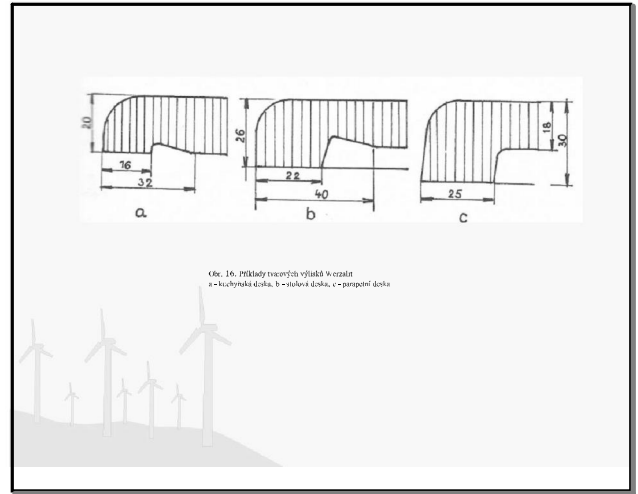 20
16
32
a
26
22
40
b
18
30
25
c
Obr. 16. Příklady tvarových výlisků Werzalit
a - kuchyňská deska, b - stolová deska, c - parapetní deska